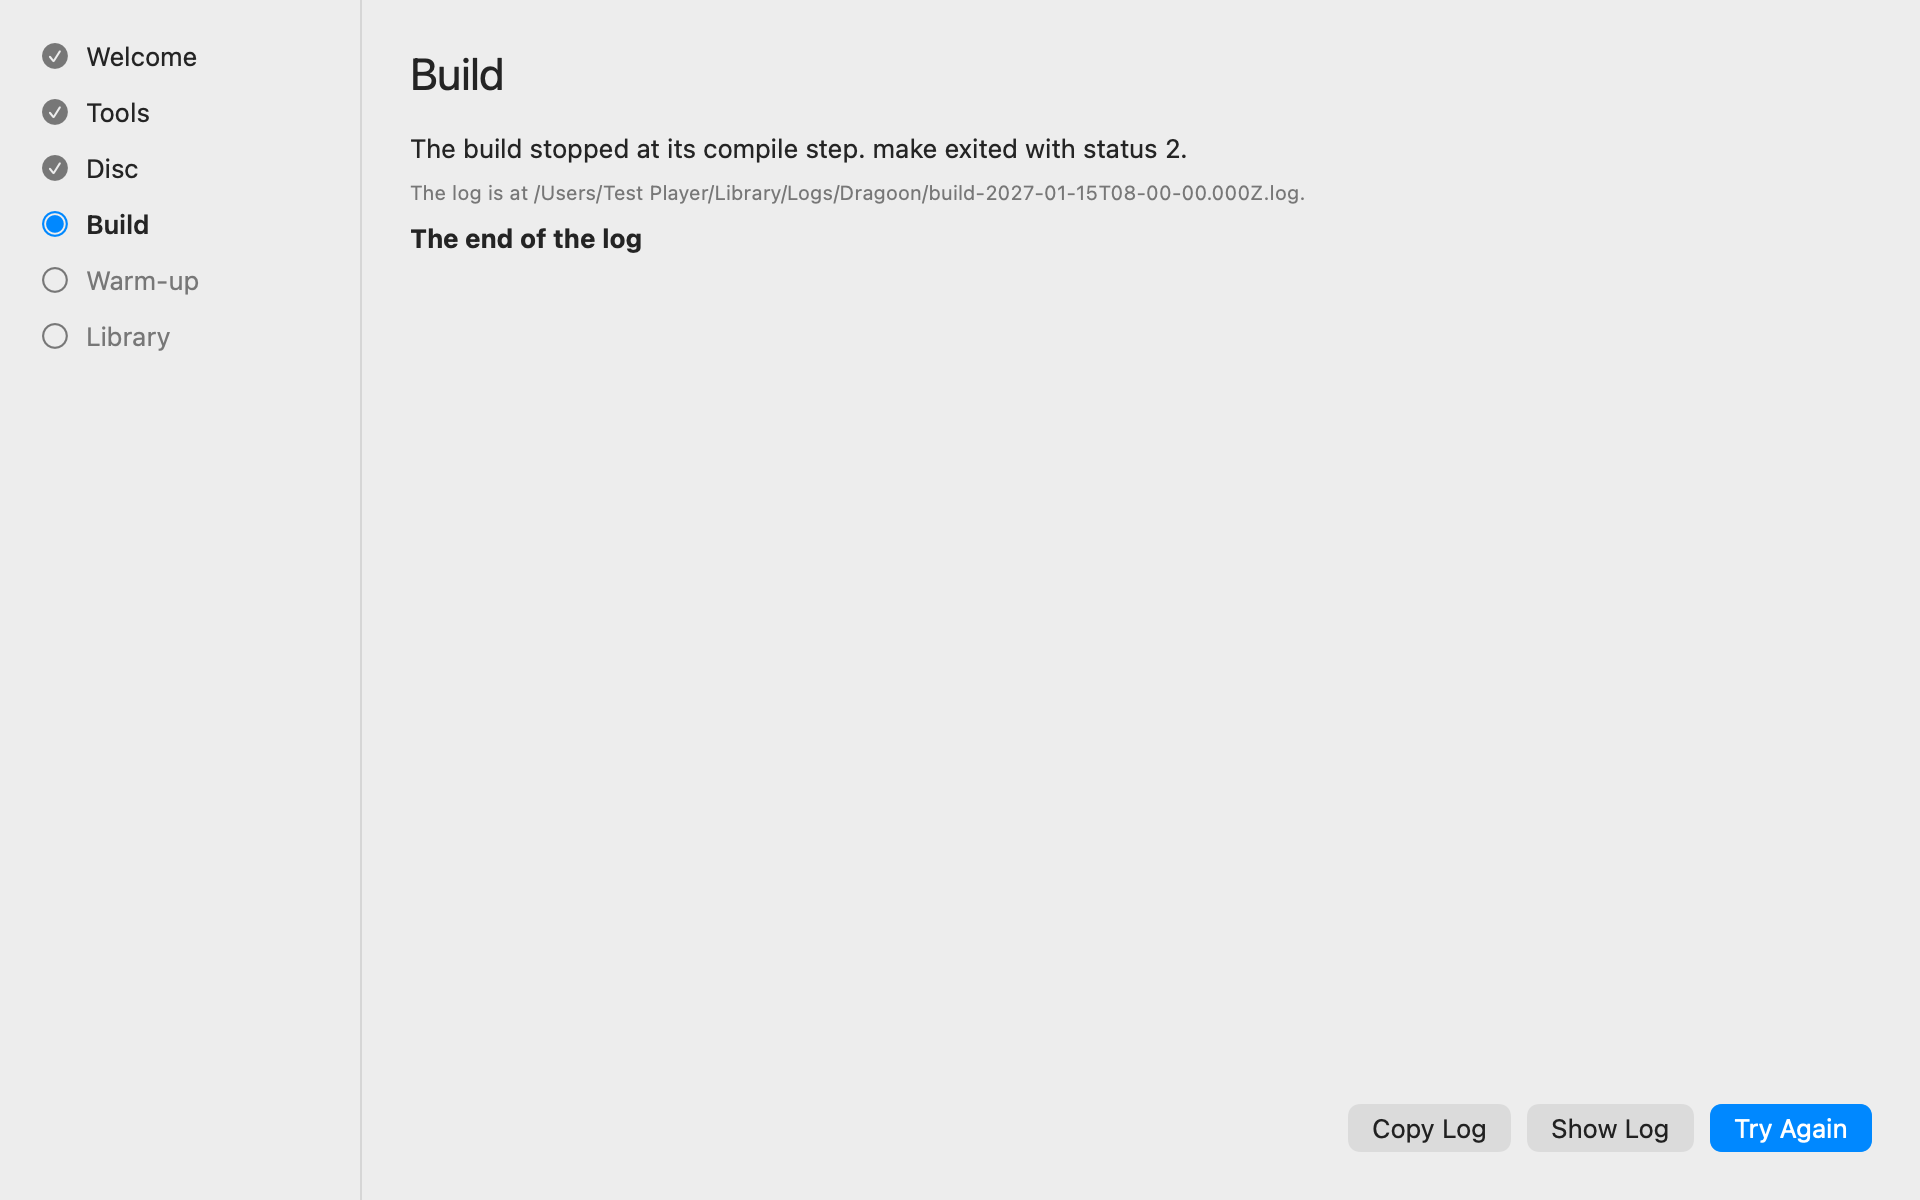 Welcome
Tools
Disc
Build
Warm-up
Library
Build
The build stopped at its compile step. make exited with status 2.
The log is at /Users/Test Player/Library/Logs/Dragoon/build-2027-01-15T08-00-00.000Z.log.
The end of the log
Copy Log
Show Log
Try Again